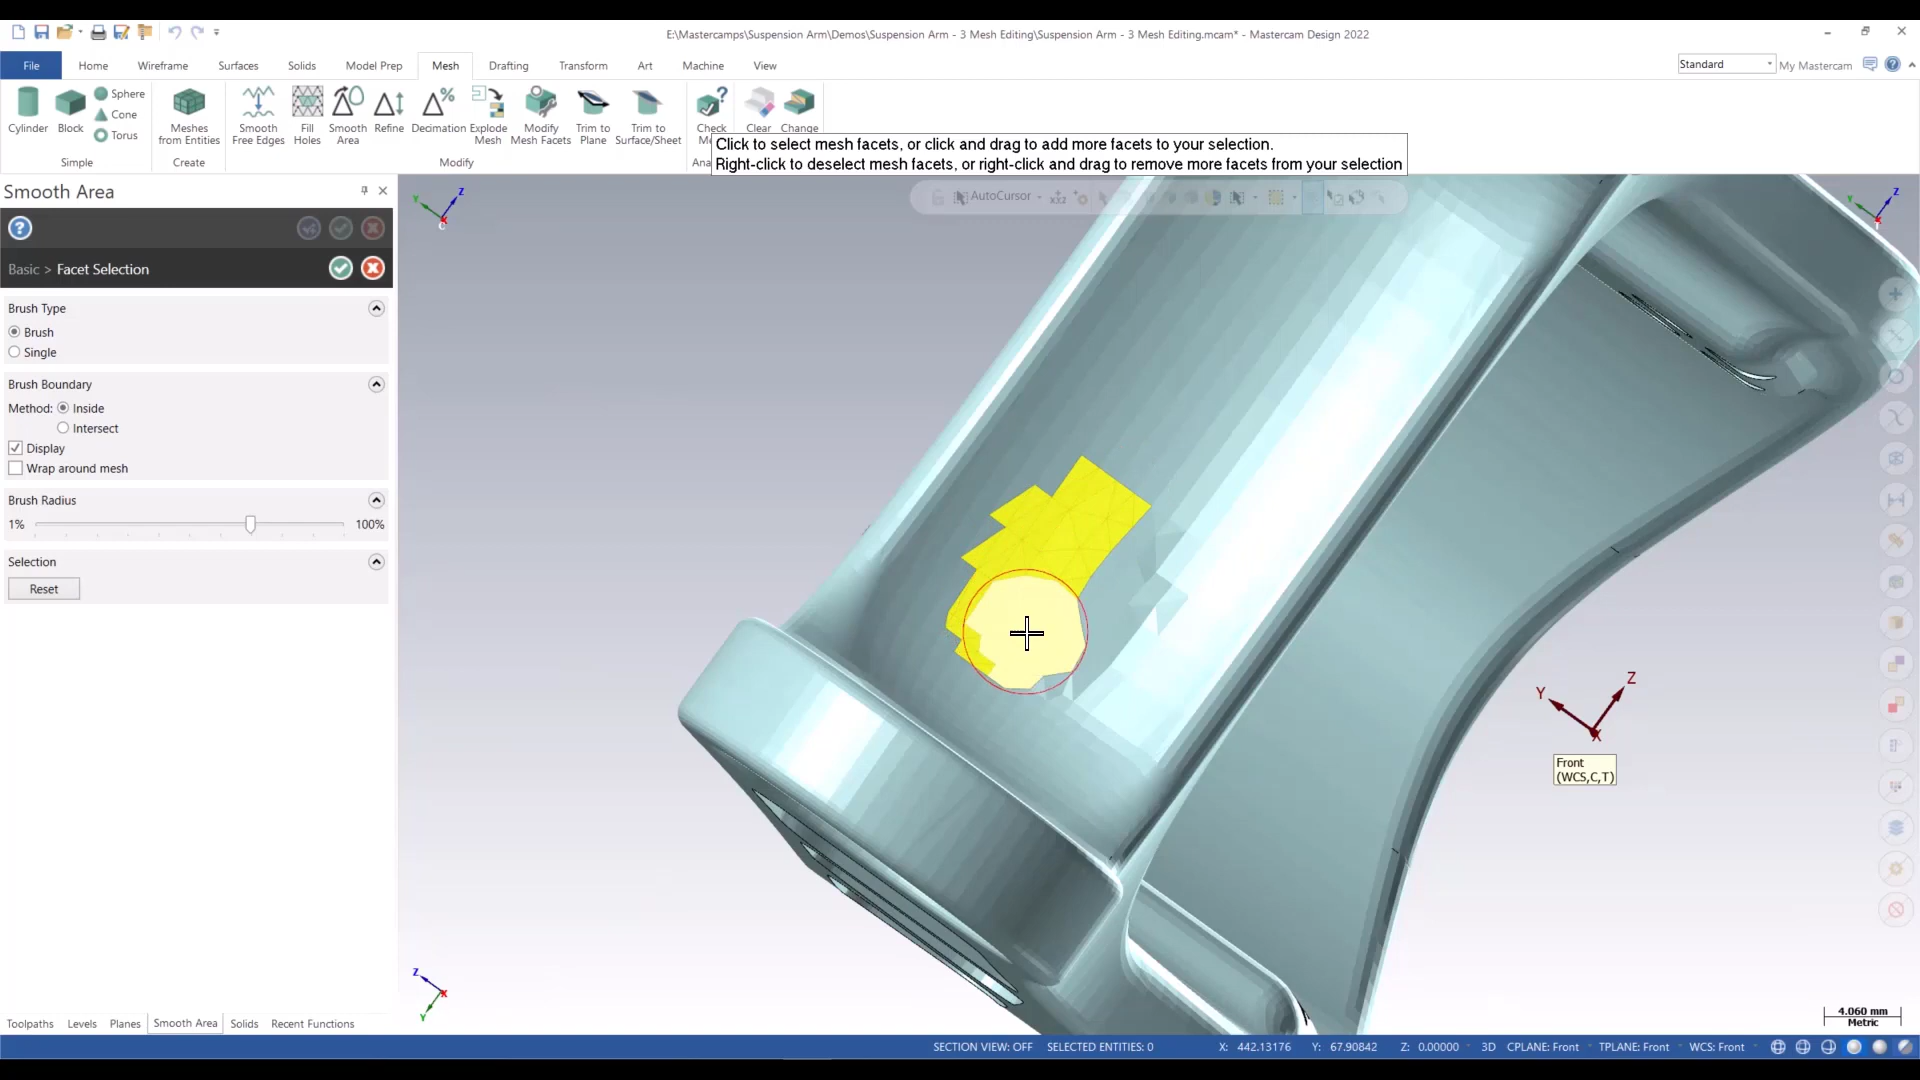 E:\Mastercamps\Suspension Arm\Demos\Suspension Arm - 3 Mesh Editing\Suspension Arm - 3 Mesh Editing.mcam* - Mastercam Design 2022
File Home Wireframe Surfaces Solids Model Prep Mesh Drafting Transform Art Machine View
Standard My Mastercam
Cylinder Block
Sphere
Cone
Torus
Meshes from Entities
Smooth Free Edges
Fill Holes
Smooth Area
Refine
Decimation
Explode Mesh
Modify Mesh Facets
Trim to Plane
Trim to Surface/Sheet
Check
Clear
Change
Simple Create Modify
Click to select mesh facets, or click and drag to add more facets to your selection.
Right-click to deselect mesh facets, or right-click and drag to remove more facets from your selection
Smooth Area
Basic > Facet Selection
Brush Type
Brush
Single
Brush Boundary
Method: Inside
Intersect
Display
Wrap around mesh
Brush Radius
1% 100%
Selection
Reset
AutoCursor
Y Z
C
Y Z
T
Y Z
X
Front
(WCS,C,T)
Z
X
Y
4.060 mm
Metric
Toolpaths Levels Planes Smooth Area Solids Recent Functions
SECTION VIEW: OFF SELECTED ENTITIES: 0 X: 442.13176 Y: 67.90842 Z: 0.00000 3D CPLANE: Front TPLANE: Front WCS: Front